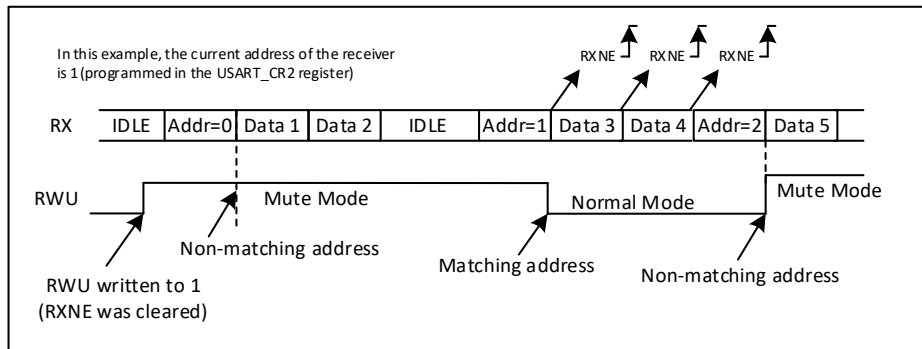 In this example, the current address of the receiver
is 1(programmed in the USART_CR2 register)
RXNE RXNE RXNE
RX IDLE Addr=0 Data 1 Data 2 IDLE Addr=1 Data 3 Data 4 Addr=2 Data 5
RWU Mute Mode Normal Mode Mute Mode
Non-matching address Matching address Non-matching address
RWU written to 1
(RXNE was cleared)